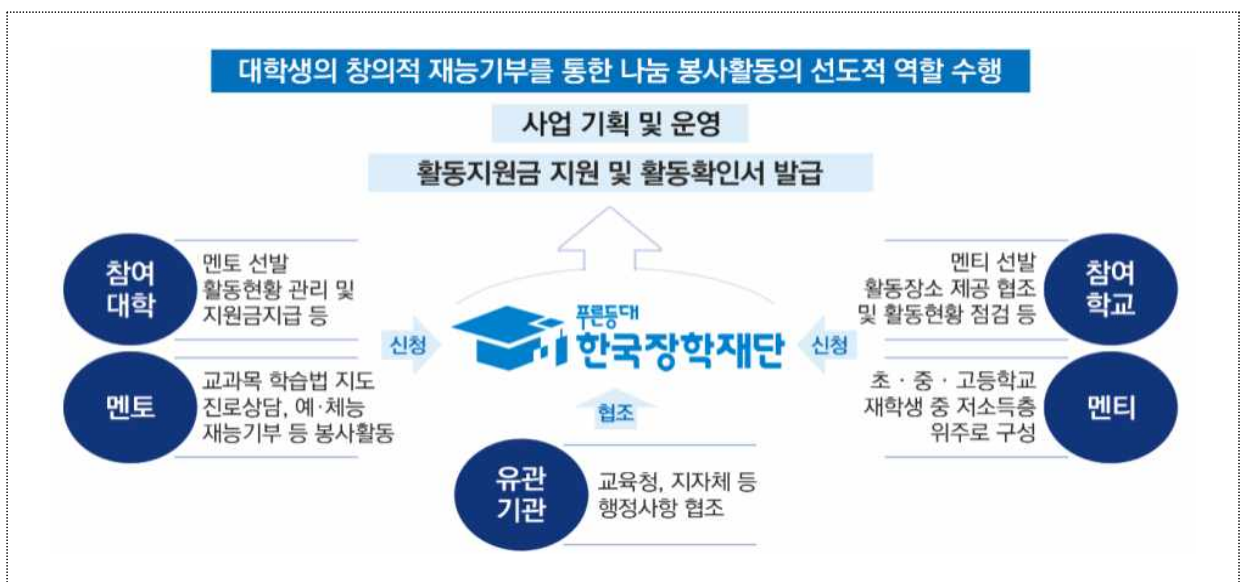 대학생의 창의적 재능기부를 통한 나눔 봉사활동의 선도적 역할 수행
사업 기획 및 운영
활동지원금 지원 및 활동확인서 발급
참여
대학
멘토 선발
활동현황 관리 및
지원금지급 등
신청
멘토
교과목 학습법 지도
진로상담, 예·체능
재능기부 등 봉사활동
푸른등대
한국장학재단
협조
유관
기관
교육청, 지자체 등
행정사항 협조
신청
멘티 선발
활동장소 제공 협조
및 활동현황 점검 등
참여
학교
초 · 중 · 고등학교
재학생 중 저소득층
위주로 구성
멘티